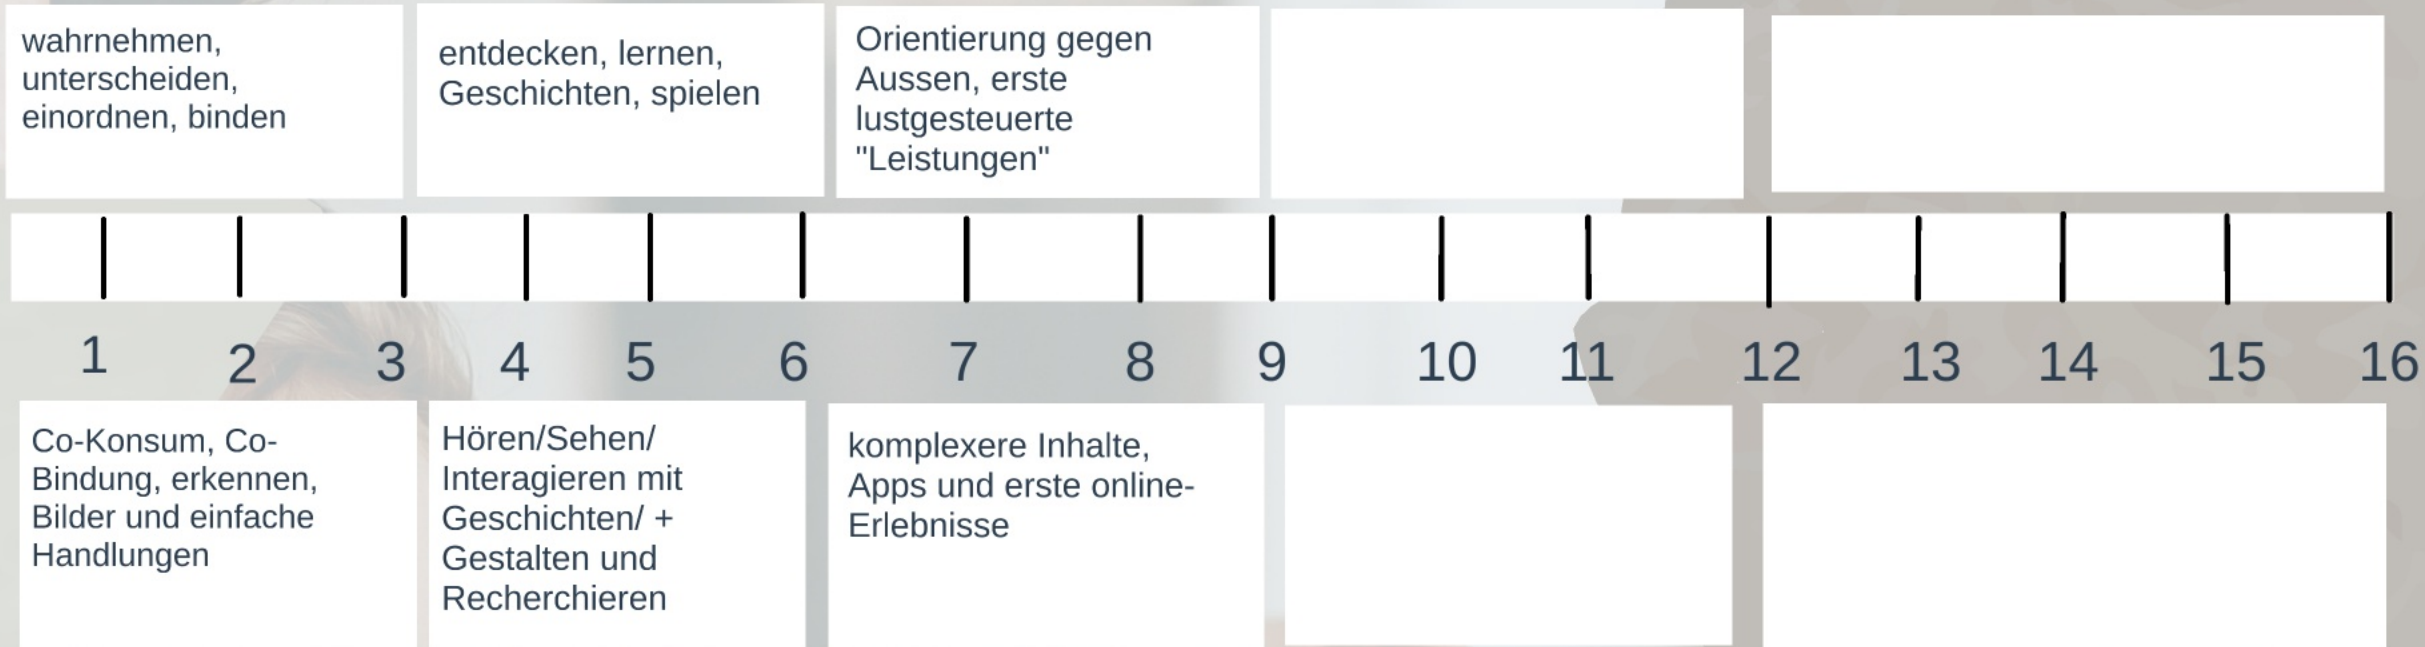 wahrnehmen,
unterscheiden,
einordnen, binden
entdecken, lernen,
Geschichten, spielen
Orientierung gegen
Aussen, erste
lustgesteuerte
"Leistungen"
1 2 3 4 5 6 7 8 9 10 11 12 13 14 15 16
Co-Konsum, Co-
Bindung, erkennen,
Bilder und einfache
Handlungen
Hören/Sehen/
Interagieren mit
Geschichten/ +
Gestalten und
Recherchieren
komplexere Inhalte,
Apps und erste online-
Erlebnisse